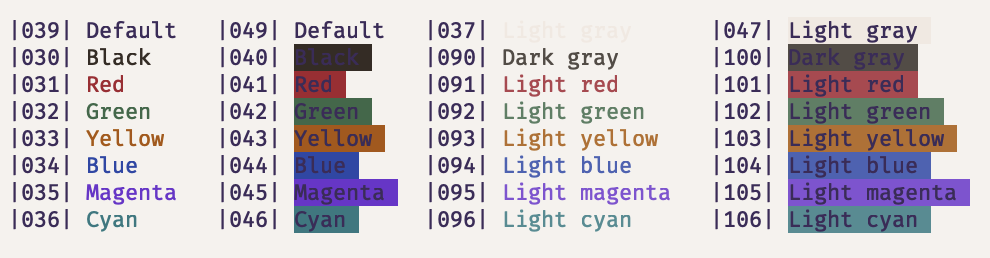 |039| Default |049| Default |037| Light gray |047| Light gray
|030| Black |040| Black |090| Dark gray |100| Dark gray
|031| Red |041| Red |091| Light red |101| Light red
|032| Green |042| Green |092| Light green |102| Light green
|033| Yellow |043| Yellow |093| Light yellow |103| Light yellow
|034| Blue |044| Blue |094| Light blue |104| Light blue
|035| Magenta |045| Magenta |095| Light magenta |105| Light magenta
|036| Cyan |046| Cyan |096| Light cyan |106| Light cyan